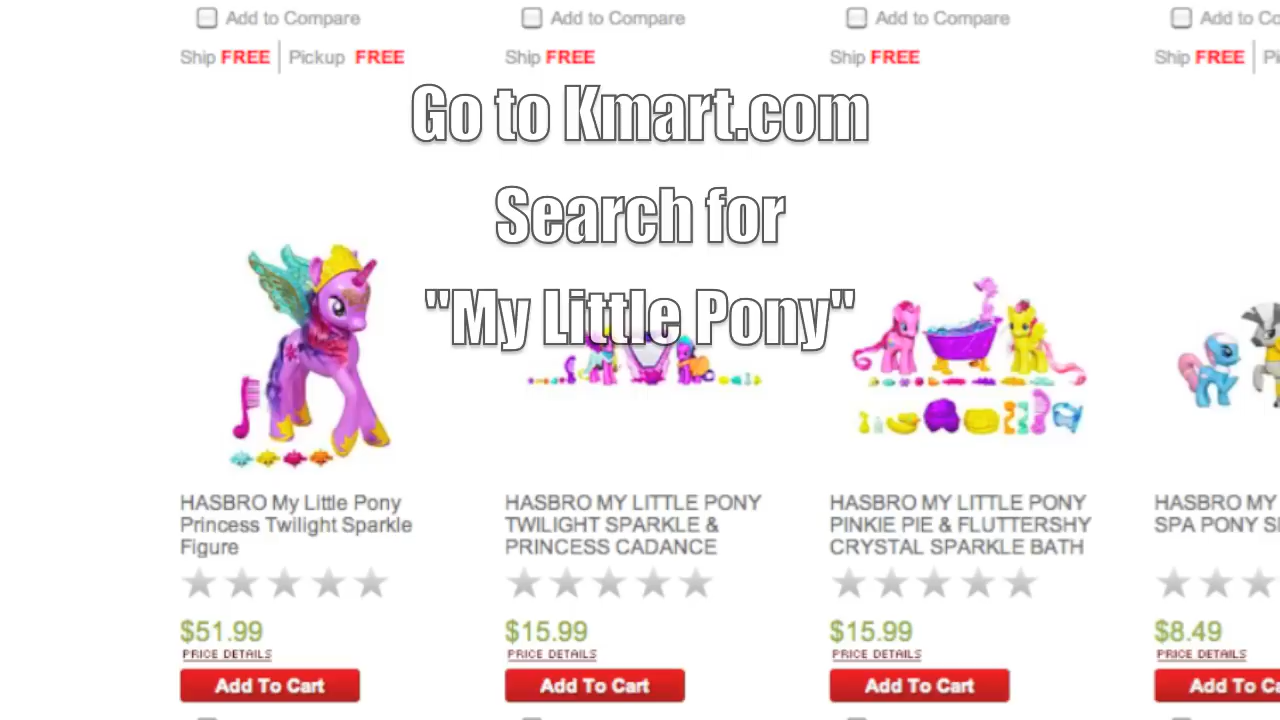 Add to Compare
Add to Compare
Add to Compare
Add to
Ship FREE
Pickup FREE
Ship FREE
Ship FREE
Ship FREE
Go to Kmart.com
Search for
"My Little Pony"
HASBRO My Little Pony
Princess Twilight Sparkle
Figure
HASBRO MY LITTLE PONY
TWILIGHT SPARKLE &
PRINCESS CADANCE
HASBRO MY LITTLE PONY
PINKIE PIE & FLUTTERSHY
CRYSTAL SPARKLE BATH
HASBRO MY
SPA PONY
$51.99
PRICE DETAILS
Add To Cart
$15.99
PRICE DETAILS
Add To Cart
$15.99
PRICE DETAILS
Add To Cart
$8.49
PRICE DETAILS
Add To